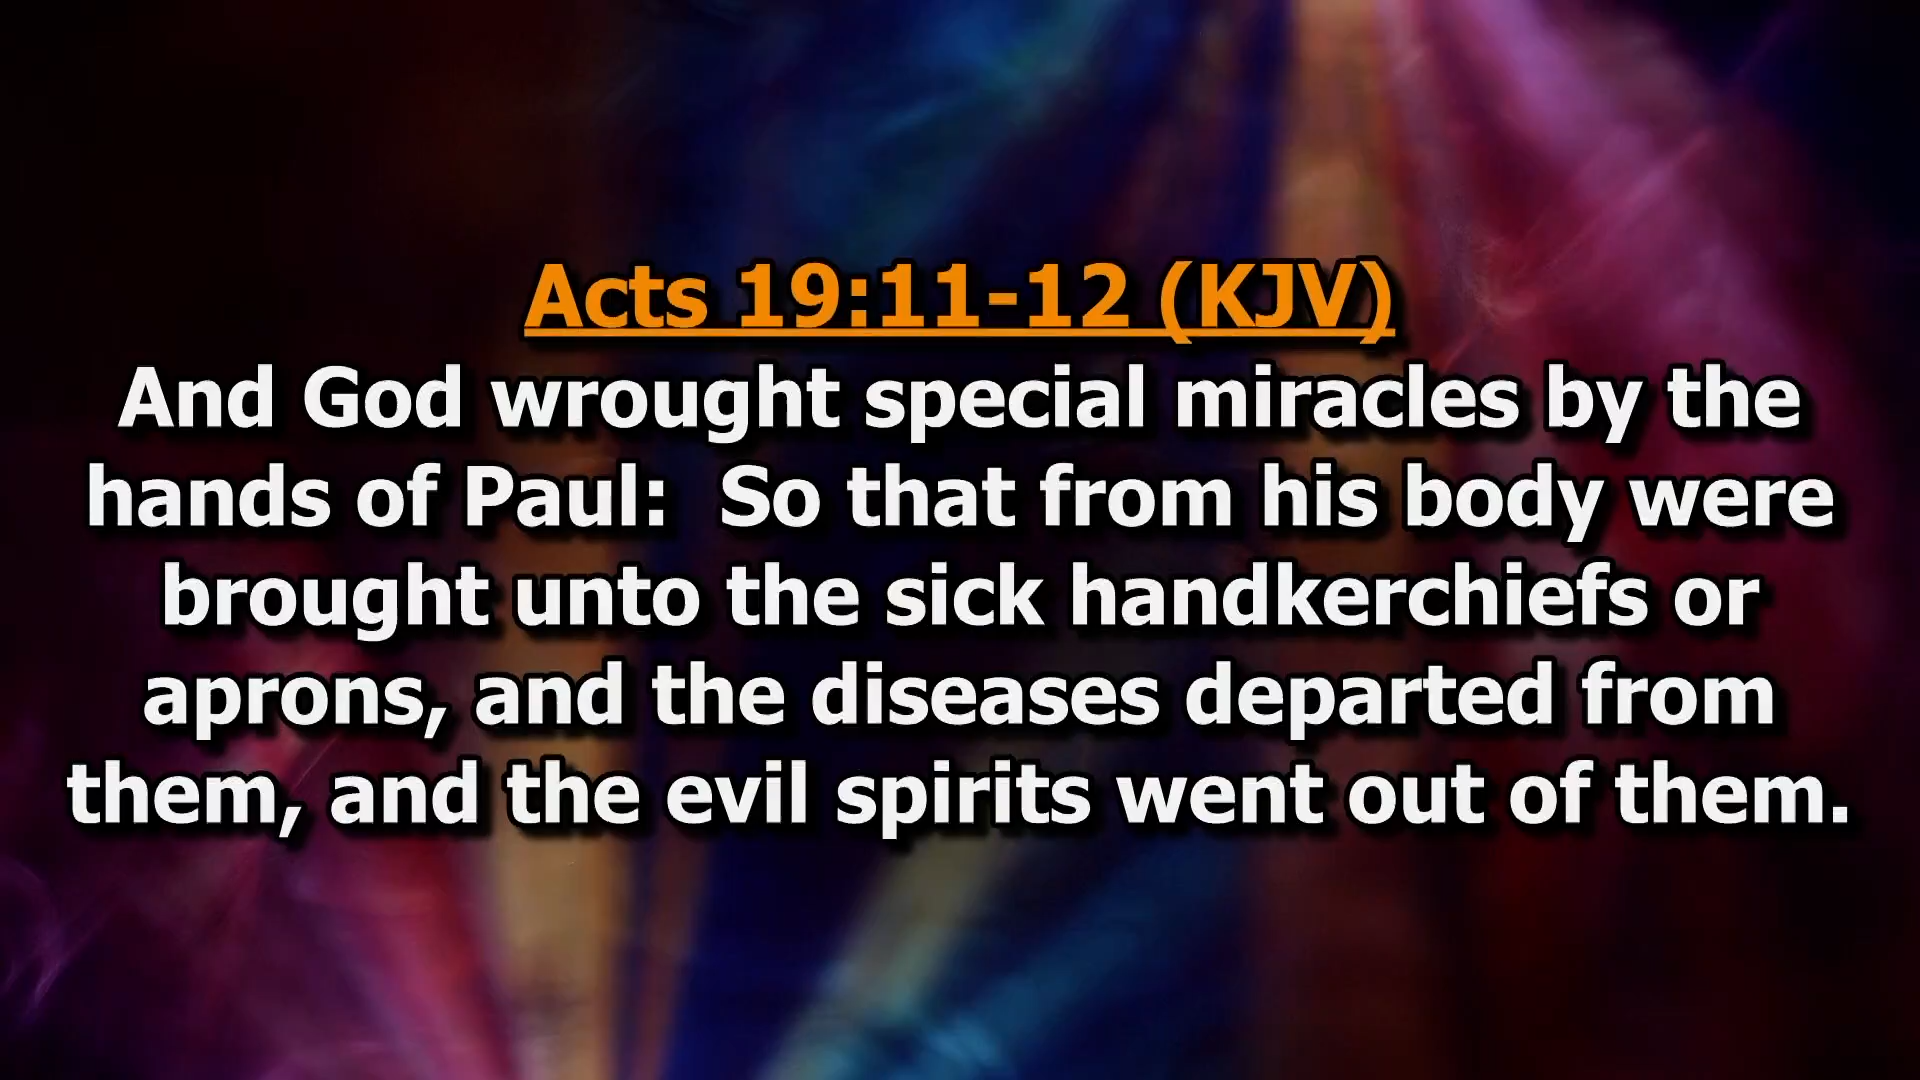 Acts 19:11-12 (KJV)
And God wrought special miracles by the
hands of Paul:  So that from his body were
brought unto the sick handkerchiefs or
aprons, and the diseases departed from
them, and the evil spirits went out of them.